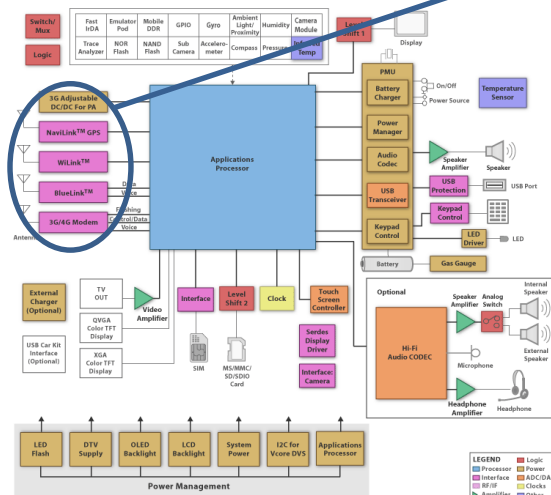 Switch/
Mux
Logic
Fast
IrDA
Emulator
Pod
Mobile
DDR
GPIO
Gyro
Ambient
Light/
Proximity
Humidity
Camera
Module
Trace
Analyzer
NOR
Flash
NAND
Flash
Sub
Camera
Accelero-
meter
Compass
Pressure
Temp
Level
Shift 1
Display
3G Adjustable
DC/DC For PA
NaviLink™ GPS
WiLink™
BlueLink™
3G/4G Modem
Antenna
Data
Voice
Flashing
Control/Data
Voice
Applications
Processor
PMU
Battery
Charger
Power
Manager
Audio
Codec
USB
Transceiver
Keypad
Control
On/Off
Power Source
Temperature
Sensor
Speaker
Amplifier
Speaker
USB
Protection
USB Port
Keypad
Control
LED
Driver
LED
Battery
Gas Gauge
External
Charger
(Optional)
USB Car Kit
Interface
(Optional)
TV
OUT
QVGA
Color TFT
Display
XGA
Color TFT
Display
Video
Amplifier
Interface
Level
Shift 2
Clock
Touch
Screen
Controller
SIM
MS/MMC/
SD/SDIO
Card
Serdes
Display
Driver
Interface:
Camera
Optional
Hi-Fi
Audio CODEC
Speaker
Amplifier
Analog
Switch
Internal
Speaker
External
Speaker
Microphone
Headphone
Amplifier
Headphone
LED
Flash
DTV
Supply
OLED
Backlight
LCD
Backlight
System
Power
I2C for
Vcore DVS
Applications
Processor
Power Management
LEGEND
Processor
Interface
RF/IF
Amplifier
Logic
Power
ADC/DA
Clocks
Other